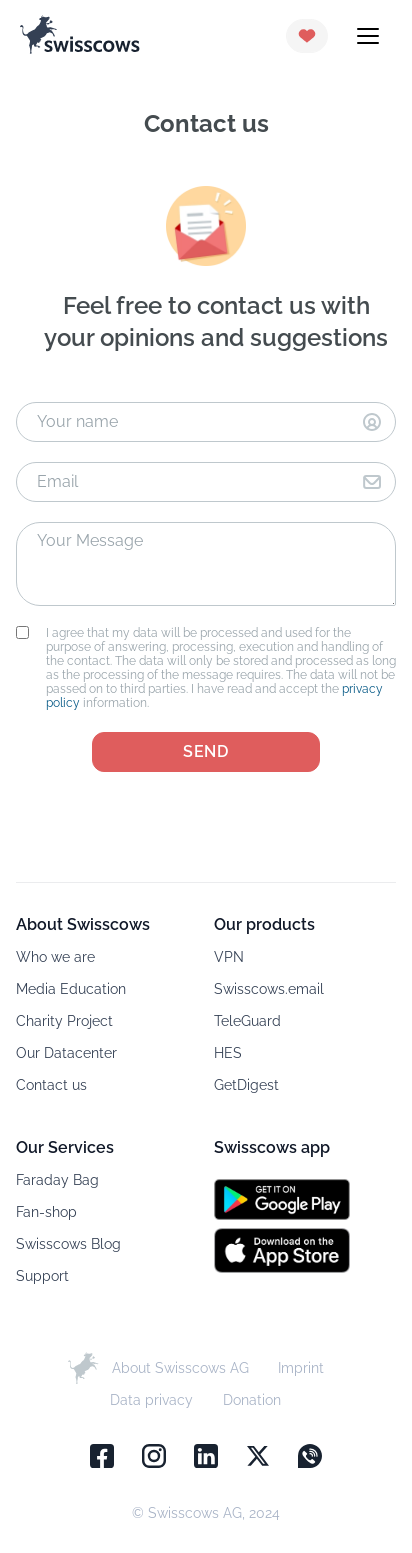 swisscows
Contact us
Feel free to contact us with
your opinions and suggestions
Your name
Email
Your Message
I agree that my data will be processed and used for the
purpose of answering, processing, execution and handling of
the contact. The data will only be stored and processed as long
as the processing of the message requires. The data will not be
passed on to third parties. I have read and accept the privacy
policy information.
SEND
About Swisscows
Who we are
Media Education
Charity Project
Our Datacenter
Contact us
Our products
VPN
Swisscows.email
TeleGuard
HES
GetDigest
Our Services
Faraday Bag
Fan-shop
Swisscows Blog
Support
Swisscows app
GET IT ON
Google Play
Download on the
App Store
About Swisscows AG Imprint
Data privacy Donation
© Swisscows AG, 2024